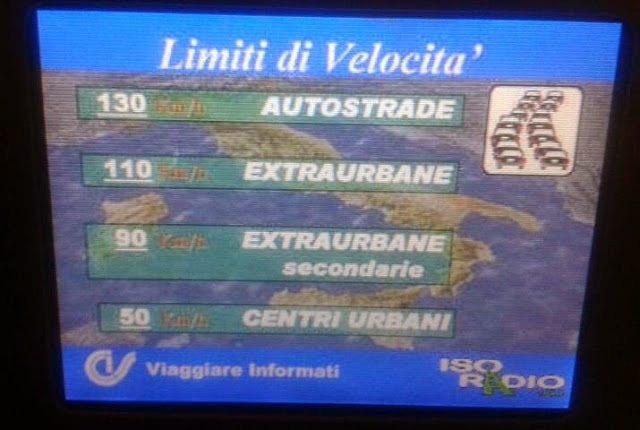 Limiti di Velocita'
130 Km/h AUTOSTRADE
110 Km/h EXTRAURBANE
90 Km/h EXTRAURBANE
secondarie
50 Km/h CENTRI URBANI
CIS Viaggiare Informati
ISO
RADIO